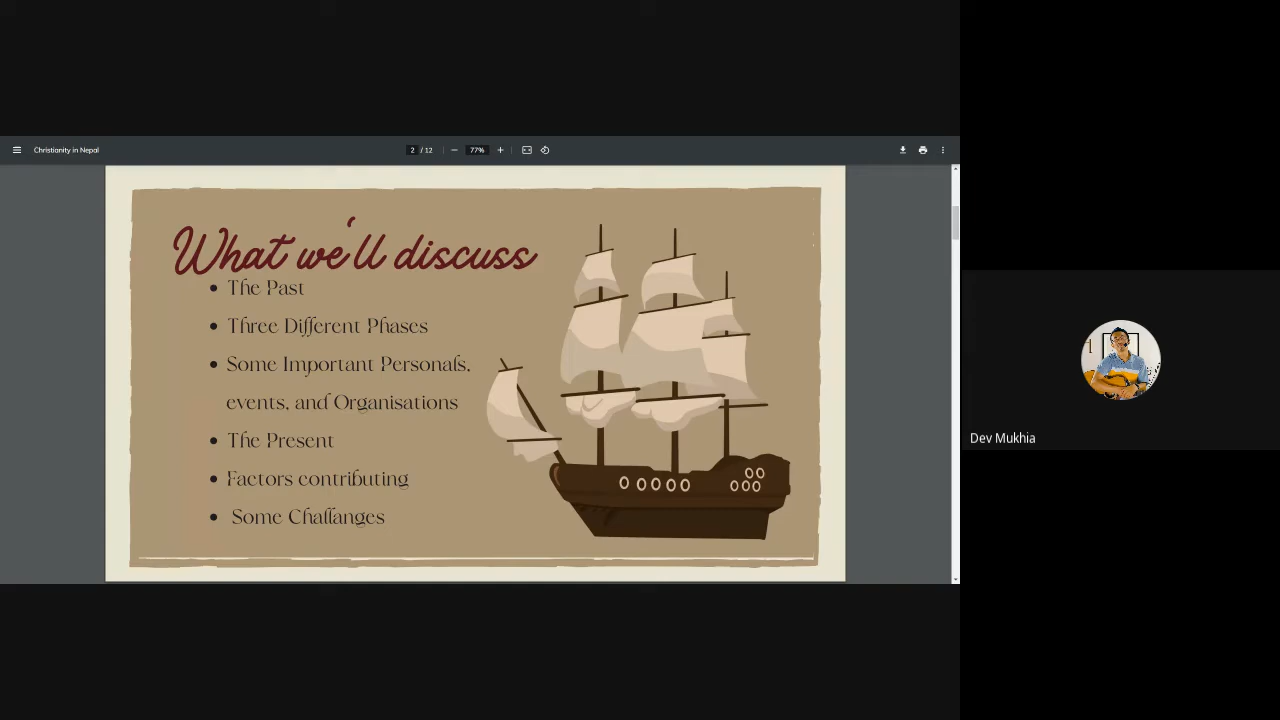 Christianity in Nepal
2 / 12
77%
What we'll discuss
The Past
Three Different Phases
Some Important Personals,
events, and Organisations
The Present
Factors contributing
Some Challanges
Dev Mukhia